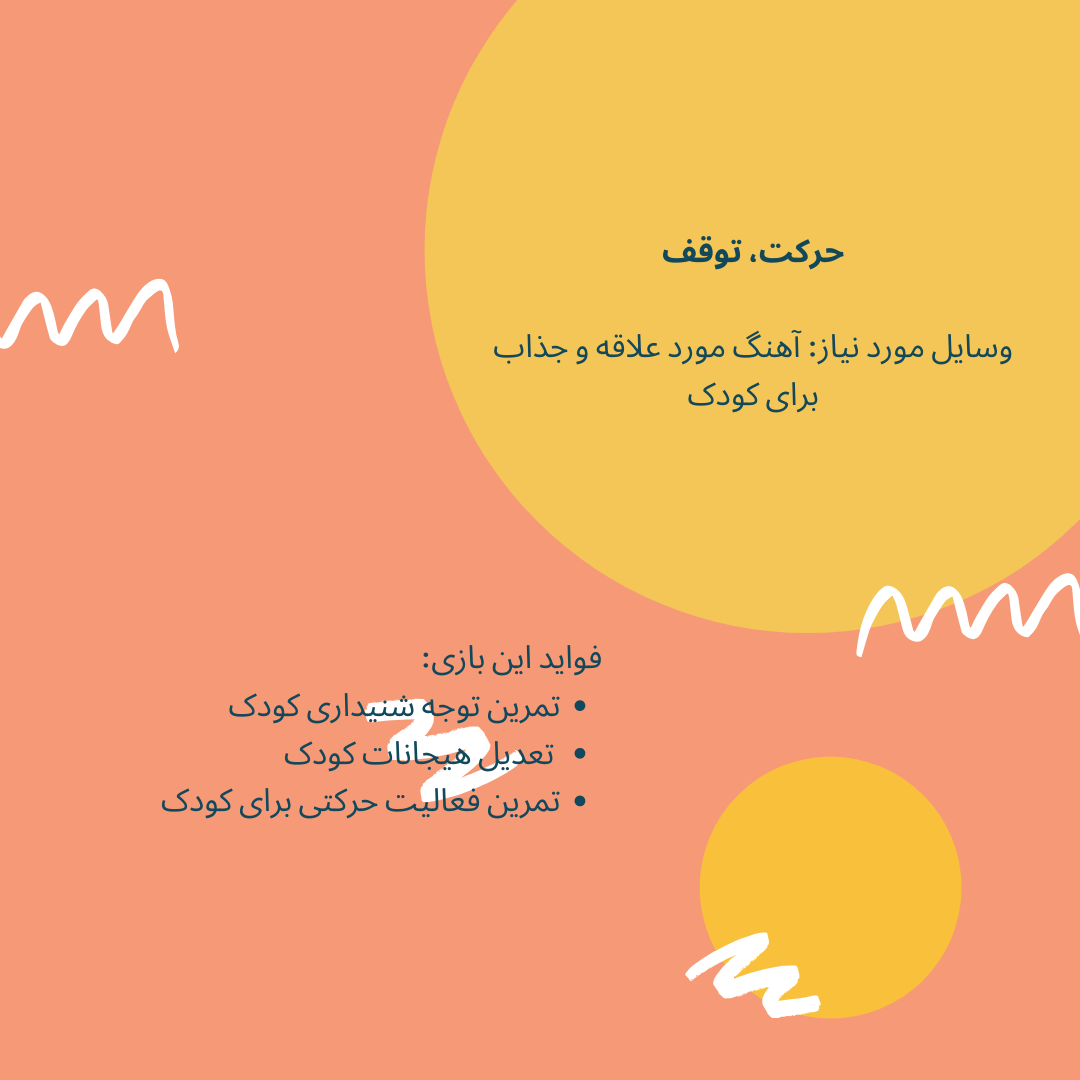 حرکت، توقف
وسایل مورد نیاز: آهنگ مورد علاقه و جذاب
برای کودک
فواید این بازی:
• تمرین توجه شنیداری کودک
• تعدیل هیجانات کودک
• تمرین فعالیت حرکتی برای کودک